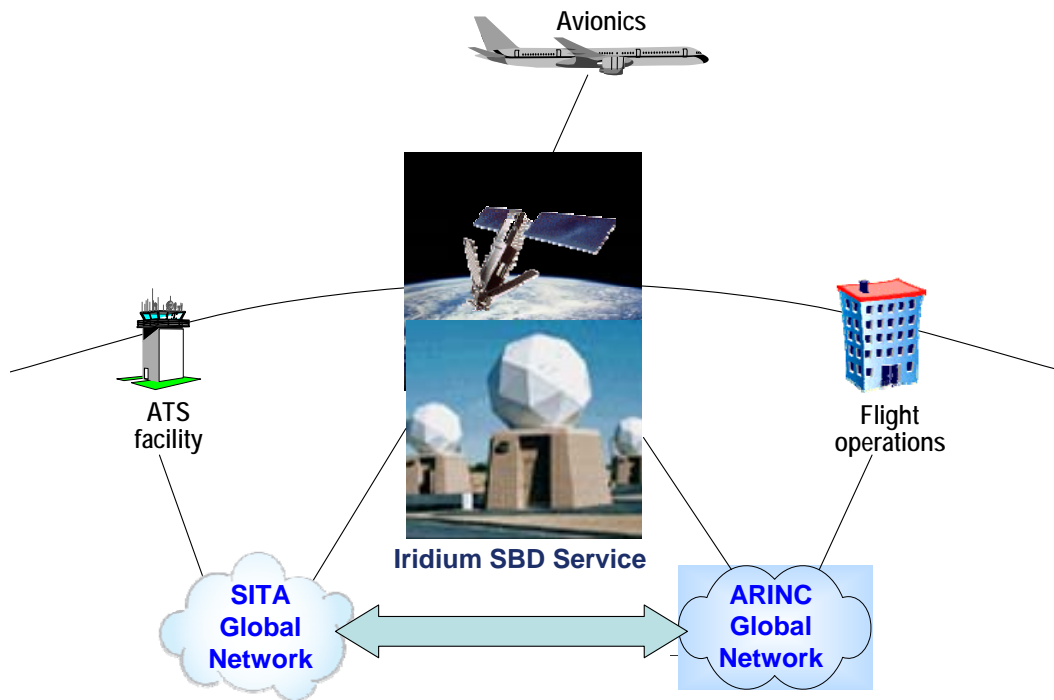 Avionics
ATS
facility
Flight
operations
Iridium SBD Service
SITA
Global
Network
ARINC
Global
Network